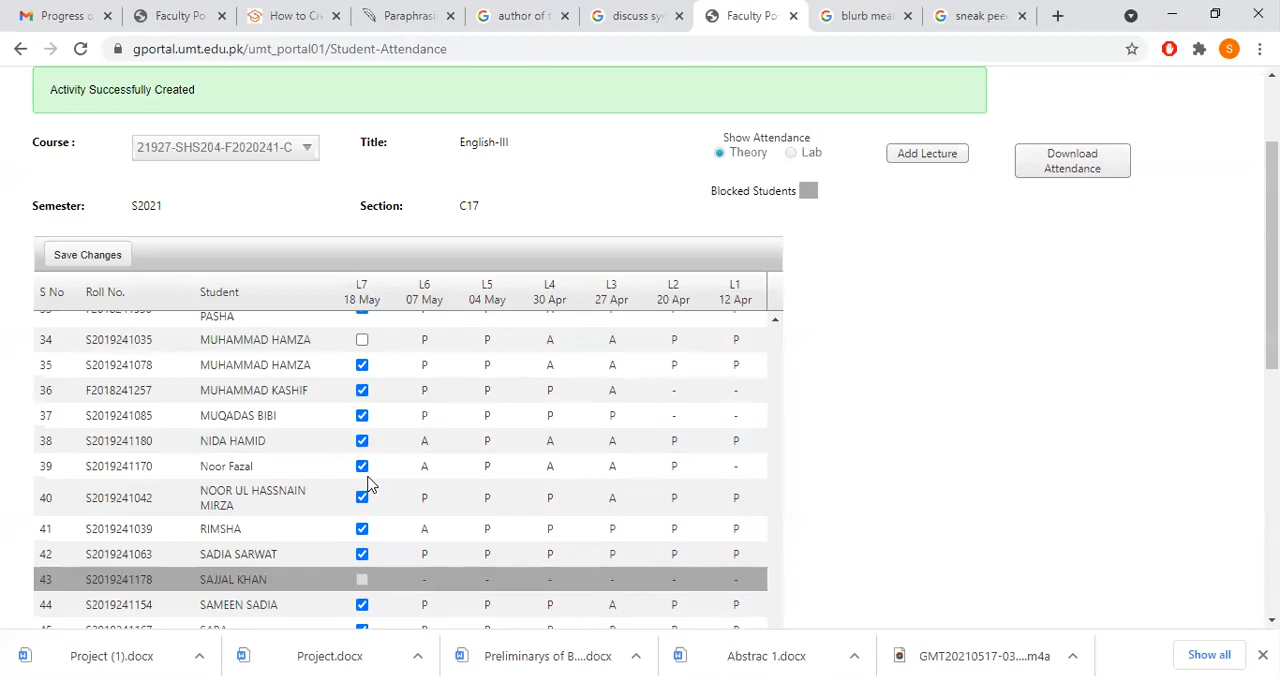 Progress o
Faculty Po
How to Cr
Paraphrasi
author of t
discuss sy
Faculty Po
blurb mea
sneak pee
gportal.umt.edu.pk/umt_portal01/Student-Attendance
S
Activity Successfully Created
Course :
21927-SHS204-F2020241-C
Title:
English-III
Show Attendance
Theory
Lab
Add Lecture
Download
Attendance
Blocked Students
Semester:
S2021
Section:
C17
Save Changes
S No Roll No. Student L7 18 May L6 07 May L5 04 May L4 30 Apr L3 27 Apr L2 20 Apr L1 12 Apr
PASHA
34 S2019241035 MUHAMMAD HAMZA P P A A P P
35 S2019241078 MUHAMMAD HAMZA P P A A P P
36 F2018241257 MUHAMMAD KASHIF P P P A - -
37 S2019241085 MUQADAS BIBI P P P P - -
38 S2019241180 NIDA HAMID A P A A P P
39 S2019241170 Noor Fazal A P A A P -
40 S2019241042 NOOR UL HASSNAIN MIRZA P P P A P P
41 S2019241039 RIMSHA A P P P P P
42 S2019241063 SADIA SARWAT P P P P P P
43 S2019241178 SAJJAL KHAN - - - - - -
44 S2019241154 SAMEEN SADIA P P P A P P
Project (1).docx
Project.docx
Preliminarys of B....docx
Abstrac 1.docx
GMT20210517-03....m4a
Show all